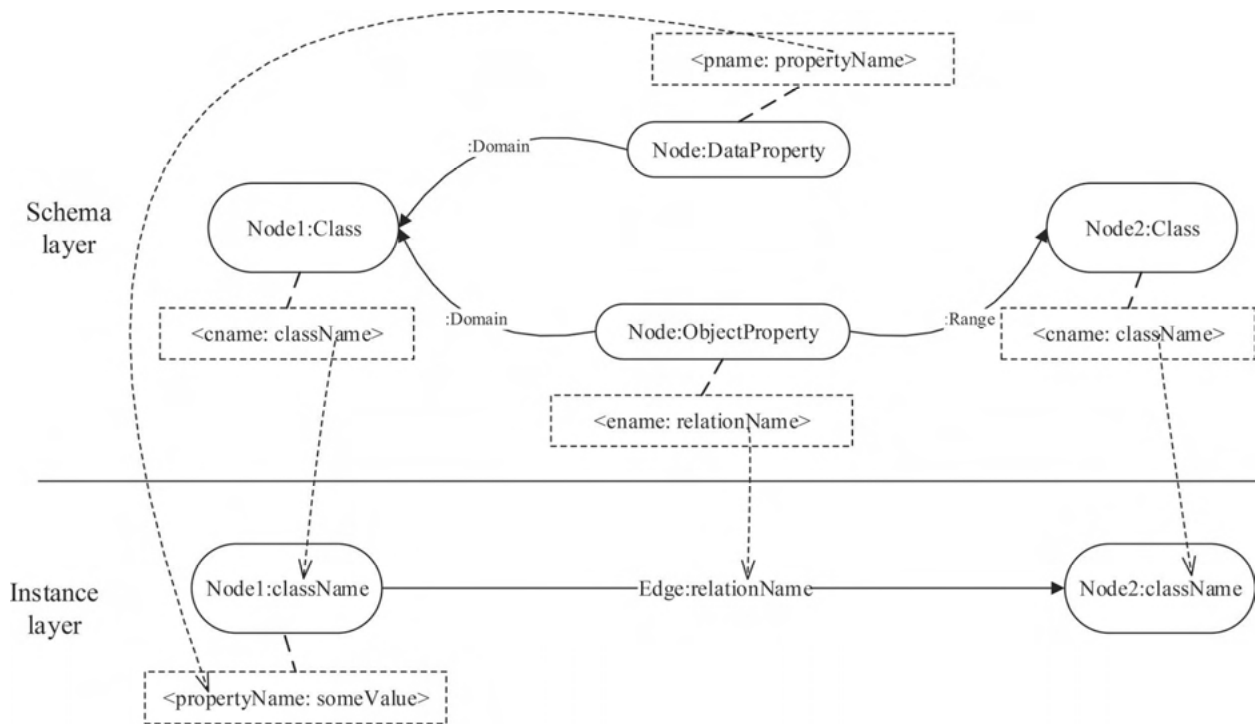 <pname: propertyName>
:Domain
Node:DataProperty
Schema
layer
Node1:Class
Node2:Class
<cname: className>
:Domain
Node:ObjectProperty
:Range
<cname: className>
<ename: relationName>
Instance
layer
Node1:className
Edge:relationName
Node2:className
<propertyName: someValue>